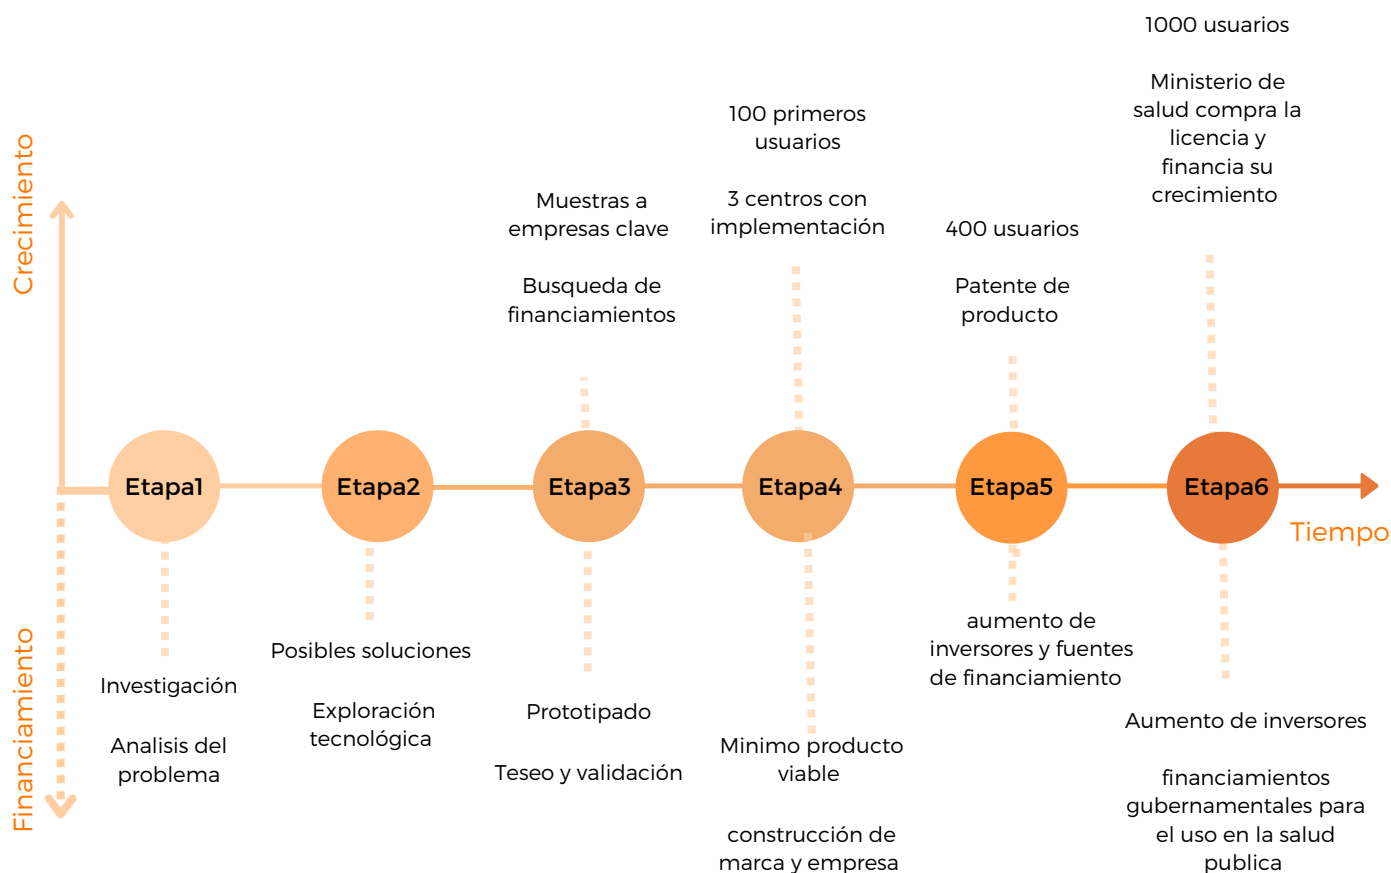 1000 usuarios
Ministerio de
salud compra la
licencia y
financia su
crecimiento
100 primeros
usuarios
3 centros con
implementación
Muestras a
empresas clave
Busqueda de
financiamientos
400 usuarios
Patente de
producto
Crecimiento
Etapa1
Etapa2
Etapa3
Etapa4
Etapa5
Etapa6
Tiempo
Financiamiento
Investigación
Analisis del
problema
Posibles soluciones
Exploración
tecnológica
Prototipado
Teseo y validación
Minimo producto
viable
construcción de
marca y empresa
aumento de
inversores y fuentes
de financiamiento
Aumento de inversores
financiamientos
gubernamentales para
el uso en la salud
publica